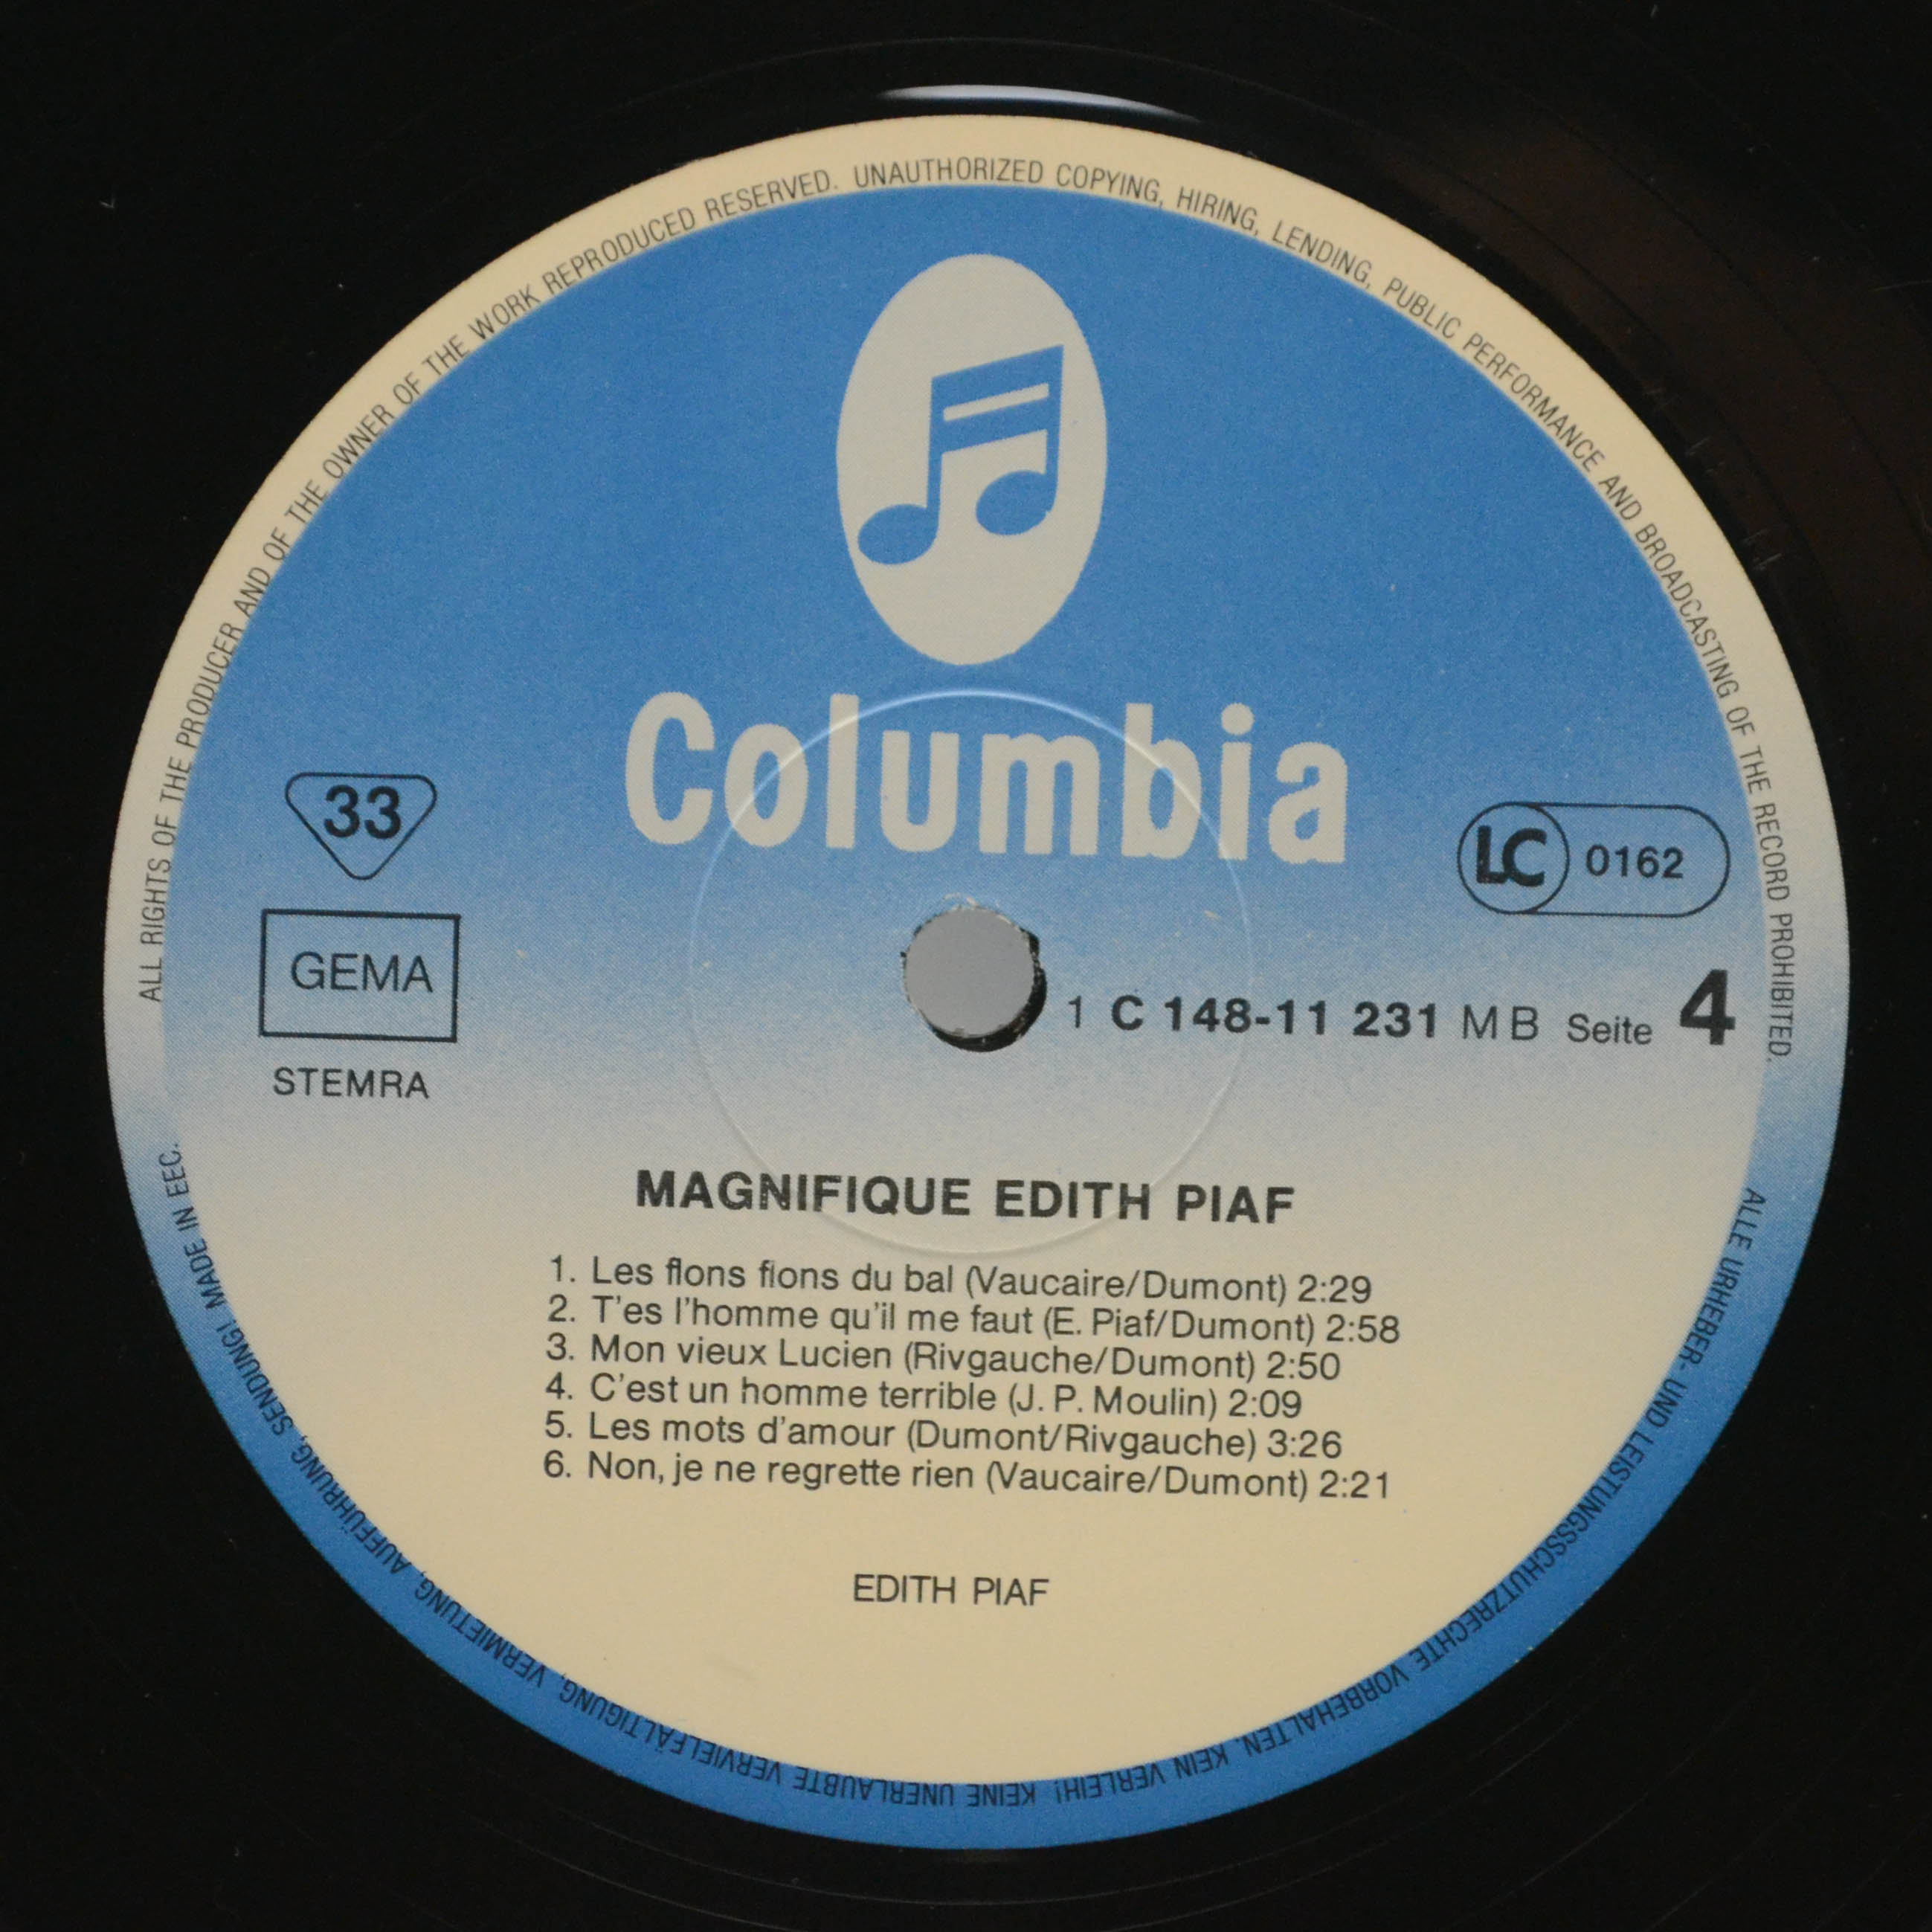 ALL RIGHTS OF THE PRODUCER AND OF THE OWNER OF THE WORK REPRODUCED RESERVED. UNAUTHORIZED COPYING, HIRING, LENDING, PUBLIC PERFORMANCE AND BROADCASTING OF THE RECORD PROHIBITED.
Columbia
33
LC 0162
GEMA
STEMRA
1 C 148-11 231 MB Seite 4
MAGNIFIQUE EDITH PIAF
1. Les flons flons du bal (Vaucaire/Dumont) 2:29
2. T'es l'homme qu'il me faut (E. Piaf/Dumont) 2:58
3. Mon vieux Lucien (Rivgauche/Dumont) 2:50
4. C'est un homme terrible (J. P. Moulin) 2:09
5. Les mots d'amour (Dumont/Rivgauche) 3:26
6. Non, je ne regrette rien (Vaucaire/Dumont) 2:21
EDITH PIAF
ALLE URHEBER- UND LEISTUNGSSCHUTZRECHTE VORBEHALTEN. KEIN VERLEIH! KEINE UNERLAUBTE VERVIELFÄLTIGUNG, VERMIETUNG, AUFFÜHRUNG, SENDUNG! MADE IN EEC.